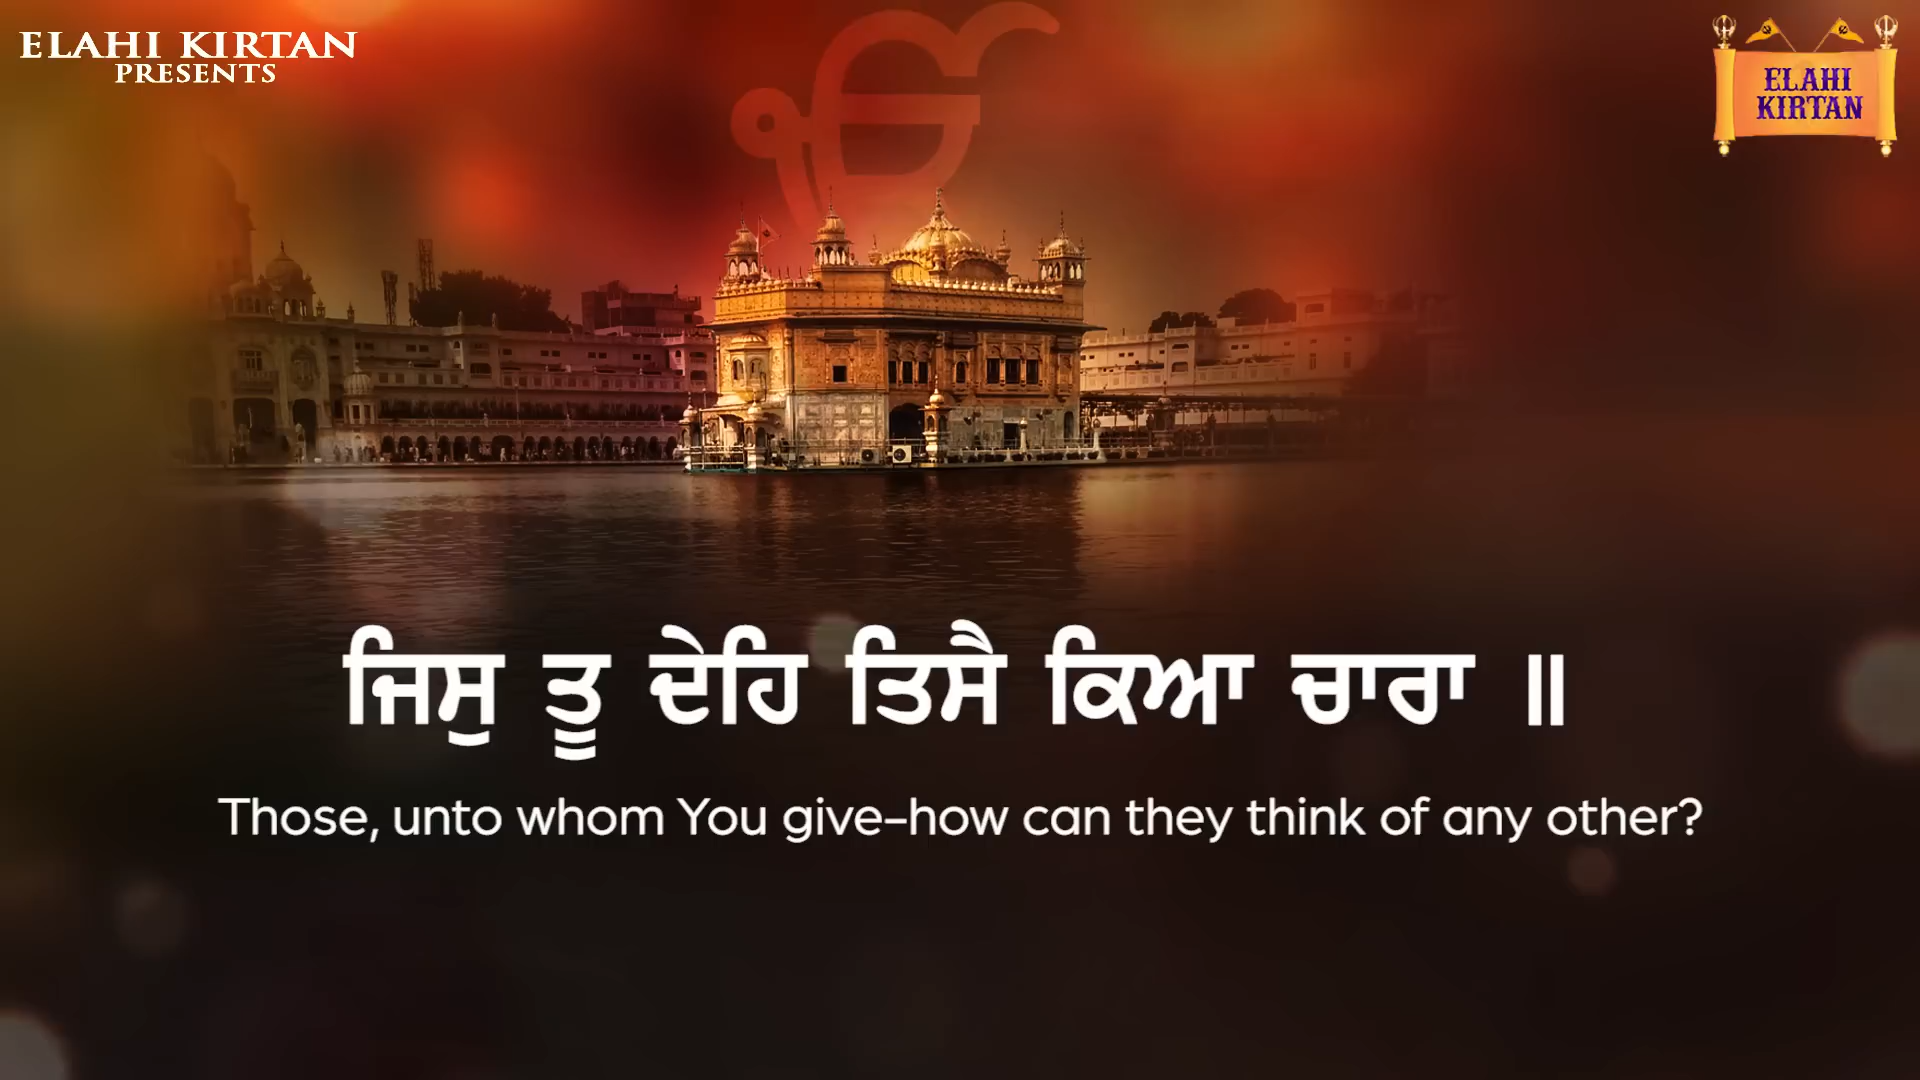 ELAHI KIRTAN
PRESENTS
ELAHI
KIRTAN
ਜਿਸੁ ਤੂ ਦੇਹਿ ਤਿਸੈ ਕਿਆ ਚਾਰਾ ॥
Those, unto whom You give-how can they think of any other?